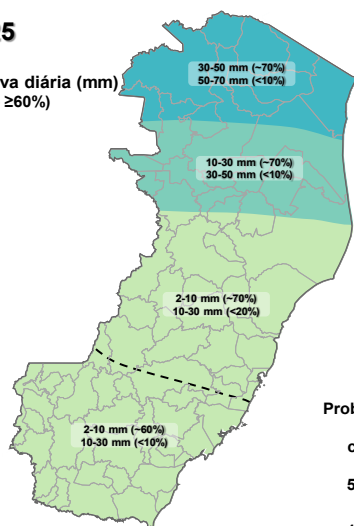 25
va diária (mm)
≥60%)
30-50 mm (~70%)
50-70 mm (<10%)
10-30 mm (~70%)
30-50 mm (<10%)
2-10 mm (~70%)
10-30 mm (<20%)
2-10 mm (~60%)
10-30 mm (<10%)
Prob
c
5